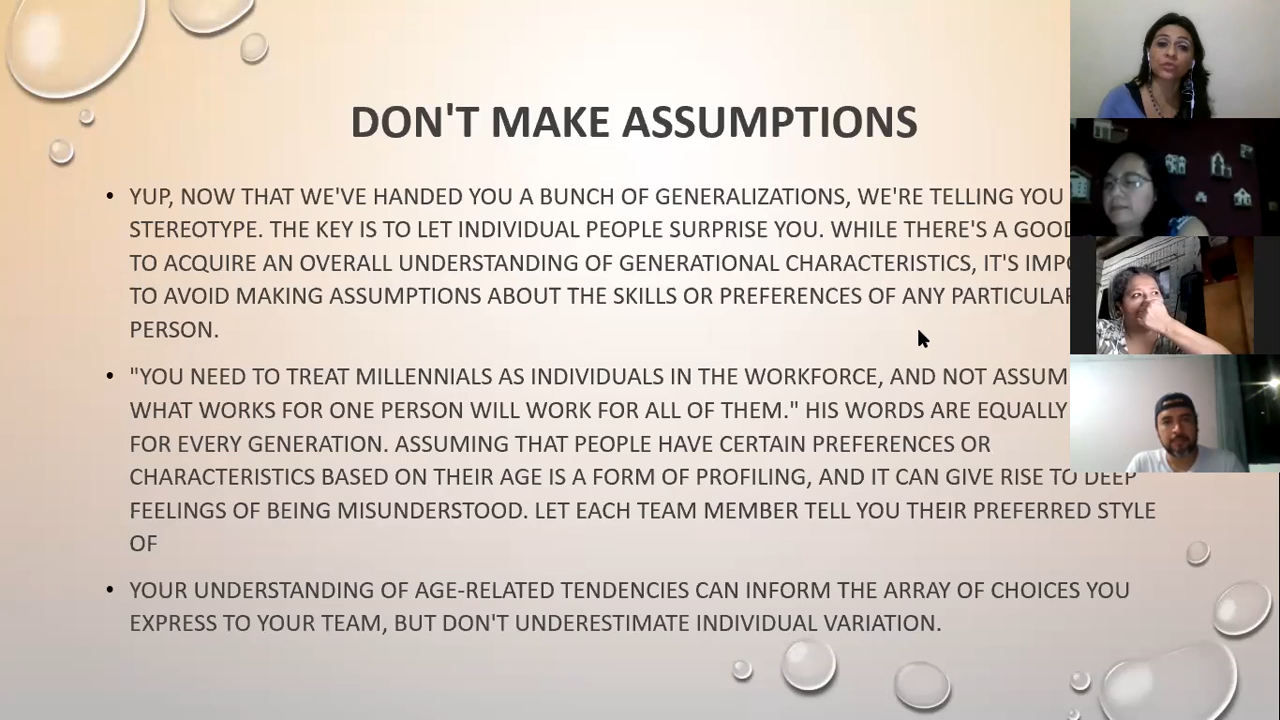 DON'T MAKE ASSUMPTIONS
• YUP, NOW THAT WE'VE HANDED YOU A BUNCH OF GENERALIZATIONS, WE'RE TELLING YOU
STEREOTYPE. THE KEY IS TO LET INDIVIDUAL PEOPLE SURPRISE YOU. WHILE THERE'S A
TO ACQUIRE AN OVERALL UNDERSTANDING OF GENERATIONAL CHARACTERISTICS, IT'S
TO AVOID MAKING ASSUMPTIONS ABOUT THE SKILLS OR PREFERENCES OF ANY PARTICULAR
PERSON.
• "YOU NEED TO TREAT MILLENNIALS AS INDIVIDUALS IN THE WORKFORCE, AND NOT
WHAT WORKS FOR ONE PERSON WILL WORK FOR ALL OF THEM." HIS WORDS ARE EQUALLY
FOR EVERY GENERATION. ASSUMING THAT PEOPLE HAVE CERTAIN PREFERENCES OR
CHARACTERISTICS BASED ON THEIR AGE IS A FORM OF PROFILING, AND IT CAN GIVE RISE TO DEEP
FEELINGS OF BEING MISUNDERSTOOD. LET EACH TEAM MEMBER TELL YOU THEIR PREFERRED STYLE
OF
• YOUR UNDERSTANDING OF AGE-RELATED TENDENCIES CAN INFORM THE ARRAY OF CHOICES YOU
EXPRESS TO YOUR TEAM, BUT DON'T UNDERESTIMATE INDIVIDUAL VARIATION.